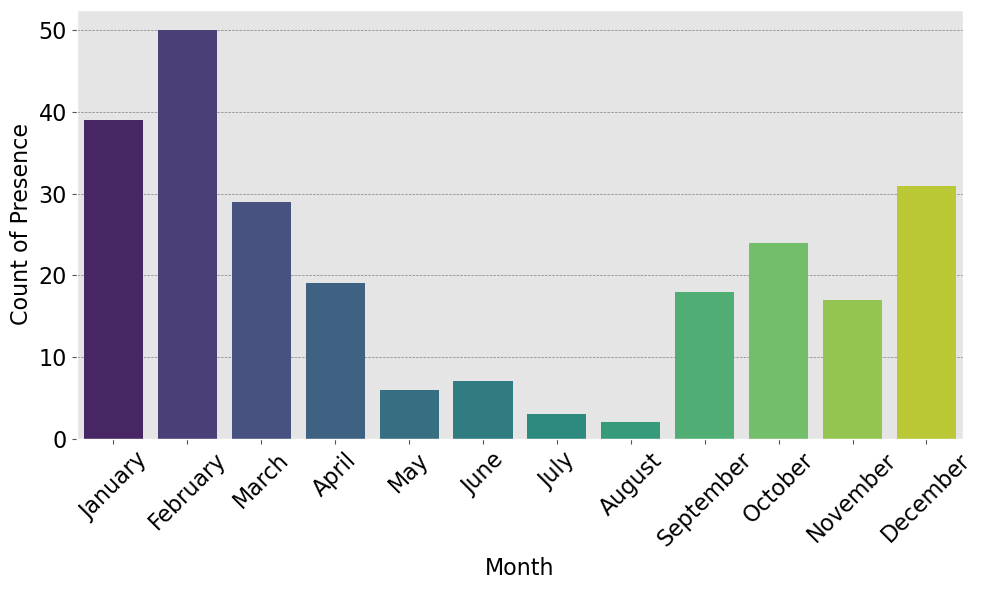 50
40
30
20
10
0
Count of Presence
January
February
March
April
May
June
July
August
September
October
November
December
Month